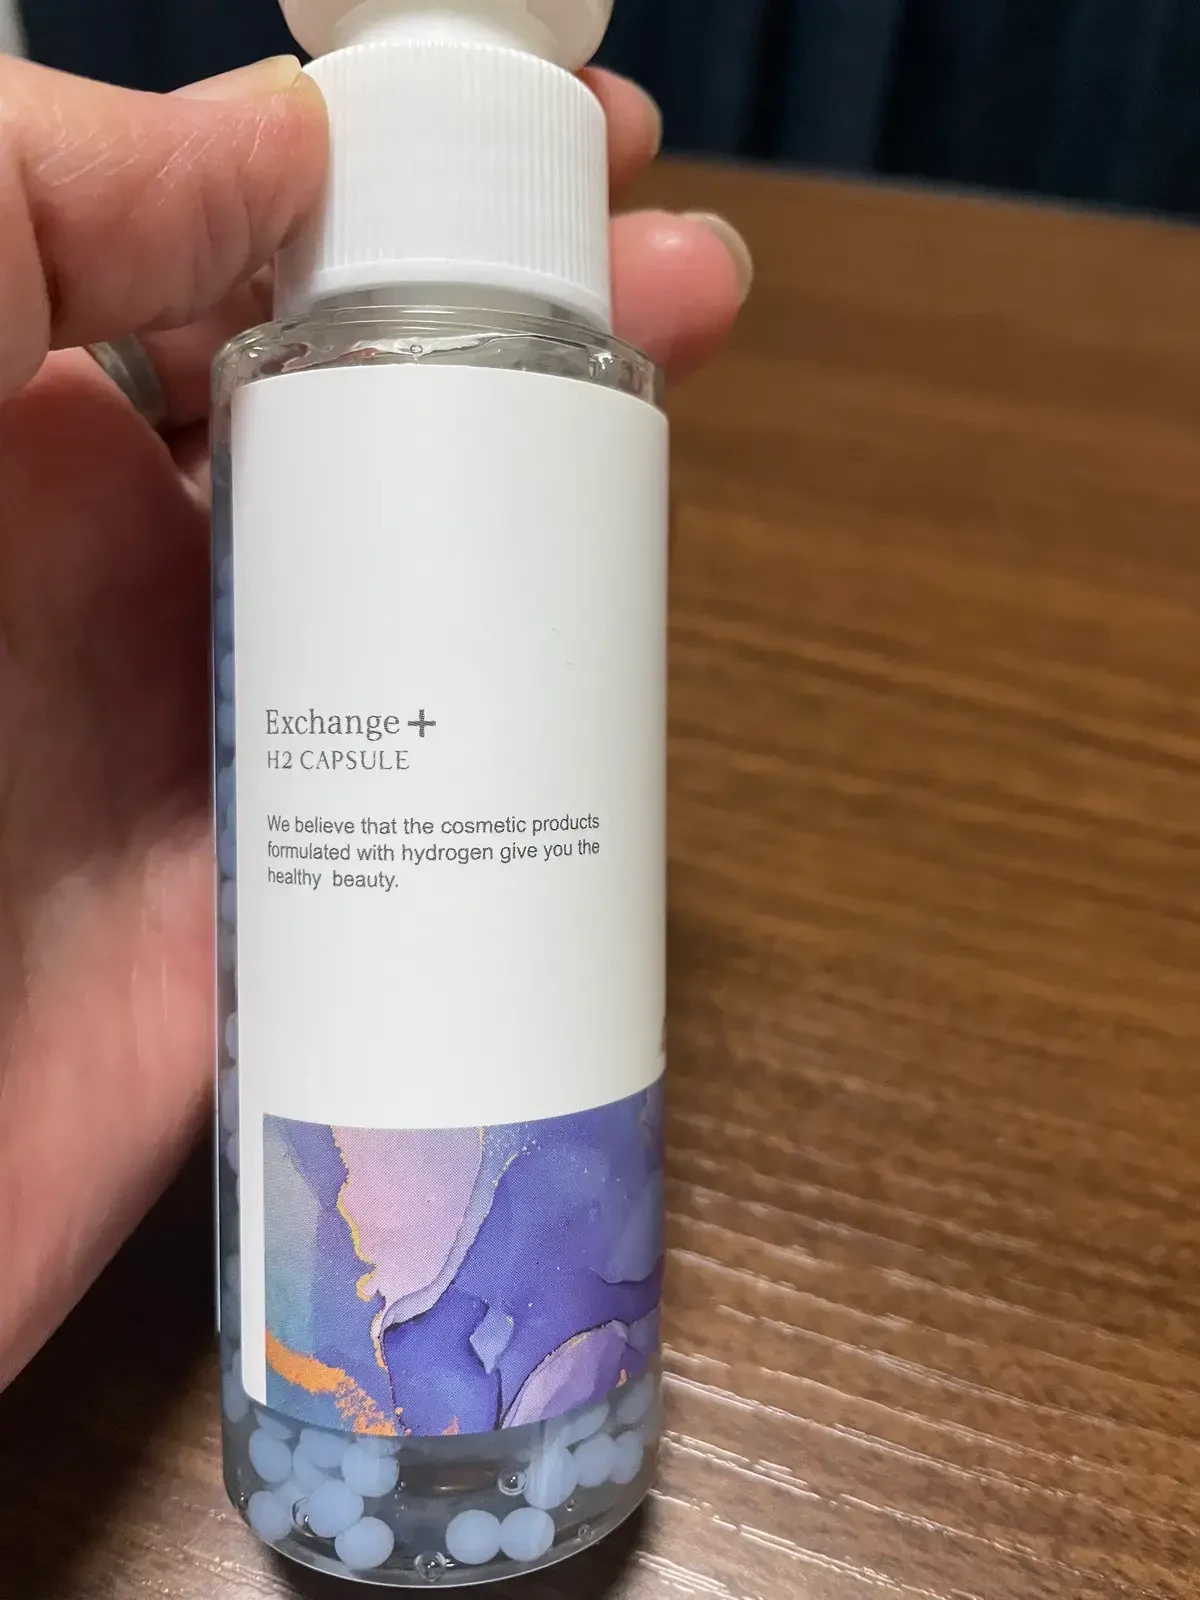 Exchange+
H2 CAPSULE
We believe that the cosmetic products
formulated with hydrogen give you the
healthy beauty.